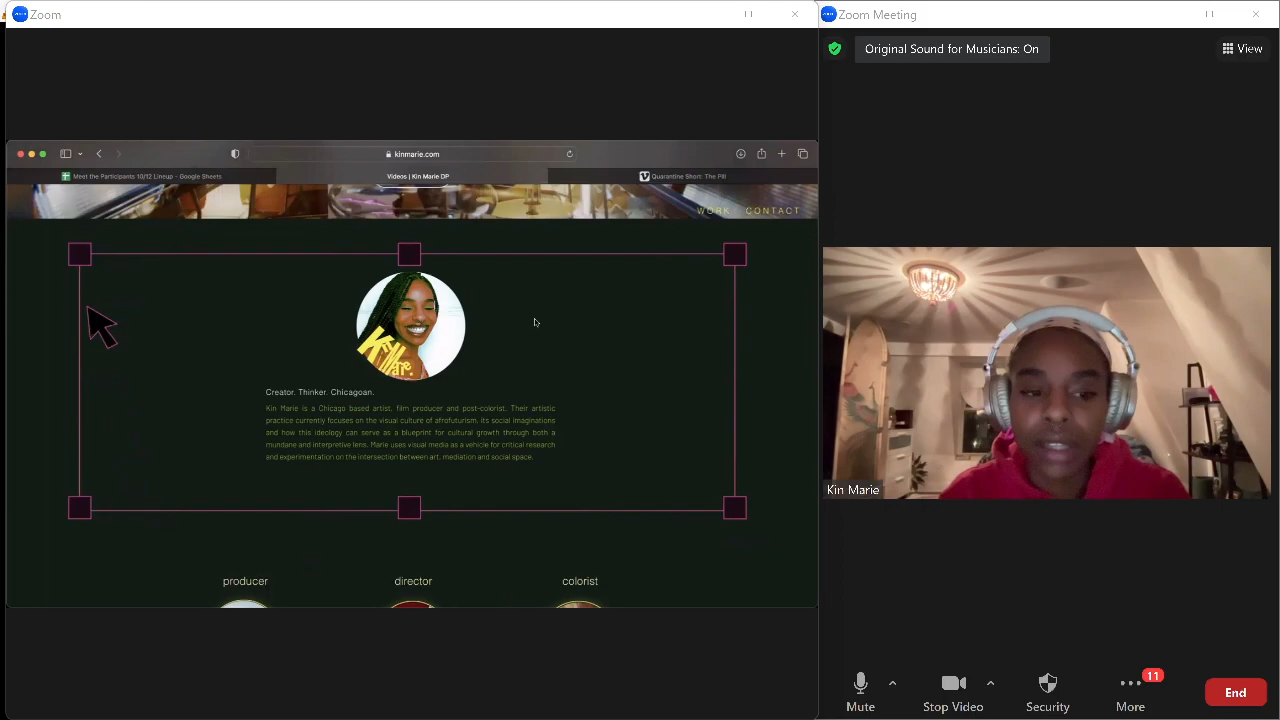 Zoom
Zoom Meeting
Original Sound for Musicians: On
View
kinmarie.com
Meet the Participants 10/12 Lineup - Google Sheets
Videos | Kin Marie DP
Quarantine Short: The Pill
WORK CONTACT
Kin Marie.
Creator. Thinker. Chicagoan.
Kin Marie is a Chicago based artist, film producer and post-colorist. Their artistic
practice currently focuses on the visual culture of afrofuturism, its social imaginations
and how this ideology can serve as a blueprint for cultural growth through both a
mundane and interpretive lens. Marie uses visual media as a vehicle for critical research
and experimentation on the intersection between art, mediation and social space.
producer
director
colorist
Kin Marie
Mute
Stop Video
Security
More
11
End